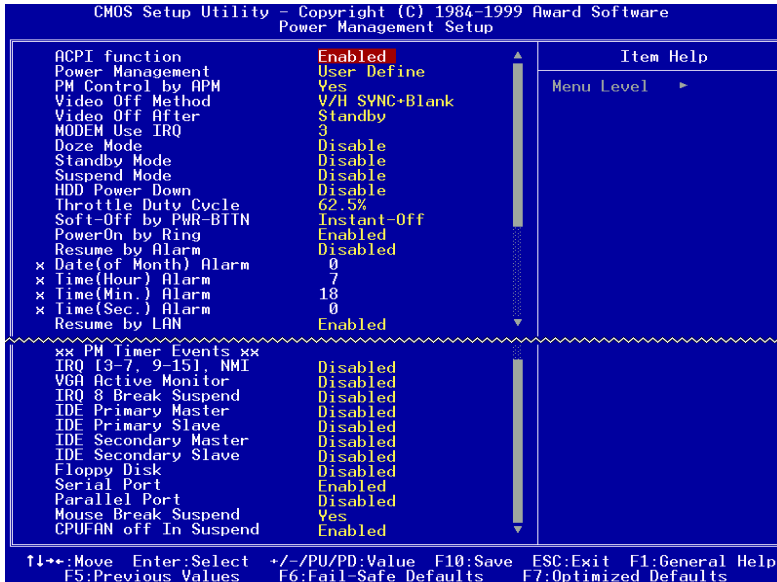 CMOS Setup Utility - Copyright (C) 1984-1999 Award Software
Power Management Setup
ACPI function Enabled
Power Management User Define
PM Control by APM Yes
Video Off Method V/H SYNC+Blank
Video Off After Standby
MODEM Use IRQ 3
Doze Mode Disable
Standby Mode Disable
Suspend Mode Disable
HDD Power Down Disable
Throttle Duty Cycle 62.5%
Soft-Off by PWR-BTTN Instant-Off
PowerOn by Ring Enabled
Resume by Alarm Disabled
x Date(of Month) Alarm 0
x Time(Hour) Alarm 7
x Time(Min.) Alarm 18
x Time(Sec.) Alarm 0
Resume by LAN Enabled
xx PM Timer Events xx
IRQ [3-7, 9-15], NMI Disabled
VGA Active Monitor Disabled
IRQ 8 Break Suspend Disabled
IDE Primary Master Disabled
IDE Primary Slave Disabled
IDE Secondary Master Disabled
IDE Secondary Slave Disabled
Floppy Disk Disabled
Serial Port Enabled
Parallel Port Disabled
Mouse Break Suspend Yes
CPUFAN off In Suspend Enabled
Item Help
Menu Level ►
↑↓→←:Move Enter:Select +/-/PU/PD:Value F10:Save ESC:Exit F1:General Help
F5:Previous Values F6:Fail-Safe Defaults F7:Optimized Defaults